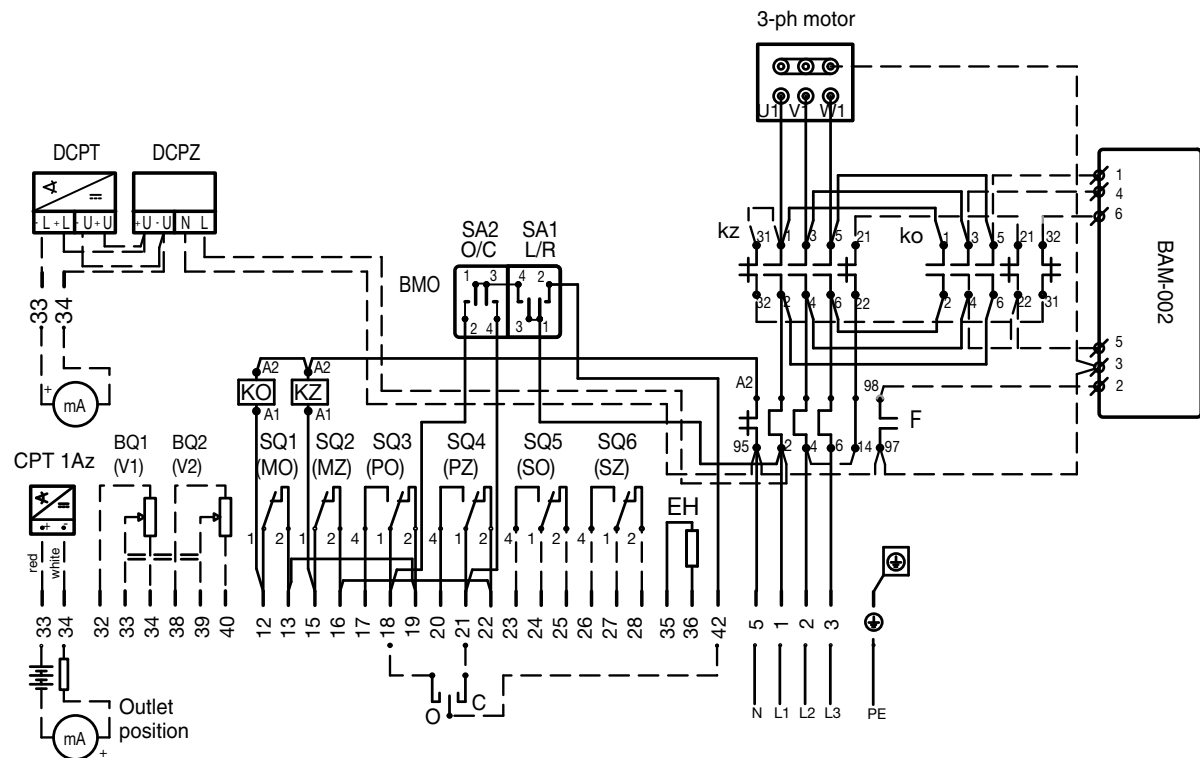 3-ph motor
U1 V1 W1
DCPT DCPZ
- L + L - U + U + U - U N L
SA2 SA1
O/C L/R
BMO
1 3 4 2
2 4 3 1
kz 31 1 3 5 21
ko 1 3 5 21 32
32 2 4 6 22
2 4 6 22 31
1
4
6
BAM-002
5
3
2
33 34
+ mA
A2 A2
KO KZ
A1 A1
A2 98
F
95 2 4 6 14 97
CPT 1Az
BQ1 BQ2
(V1) (V2)
SQ1 SQ2 SQ3 SQ4 SQ5 SQ6
(MO) (MZ) (PO) (PZ) (SO) (SZ)
EH
1 2 1 2 4 1 2 4 1 2 4 1 2 4 1 2
red white
33 34 32 33 34 38 39 40 12 13 15 16 17 18 19 20 21 22 23 24 25 26 27 28 35 36 42 5 1 2 3
O C
N L1 L2 L3 PE
Outlet
position
mA +